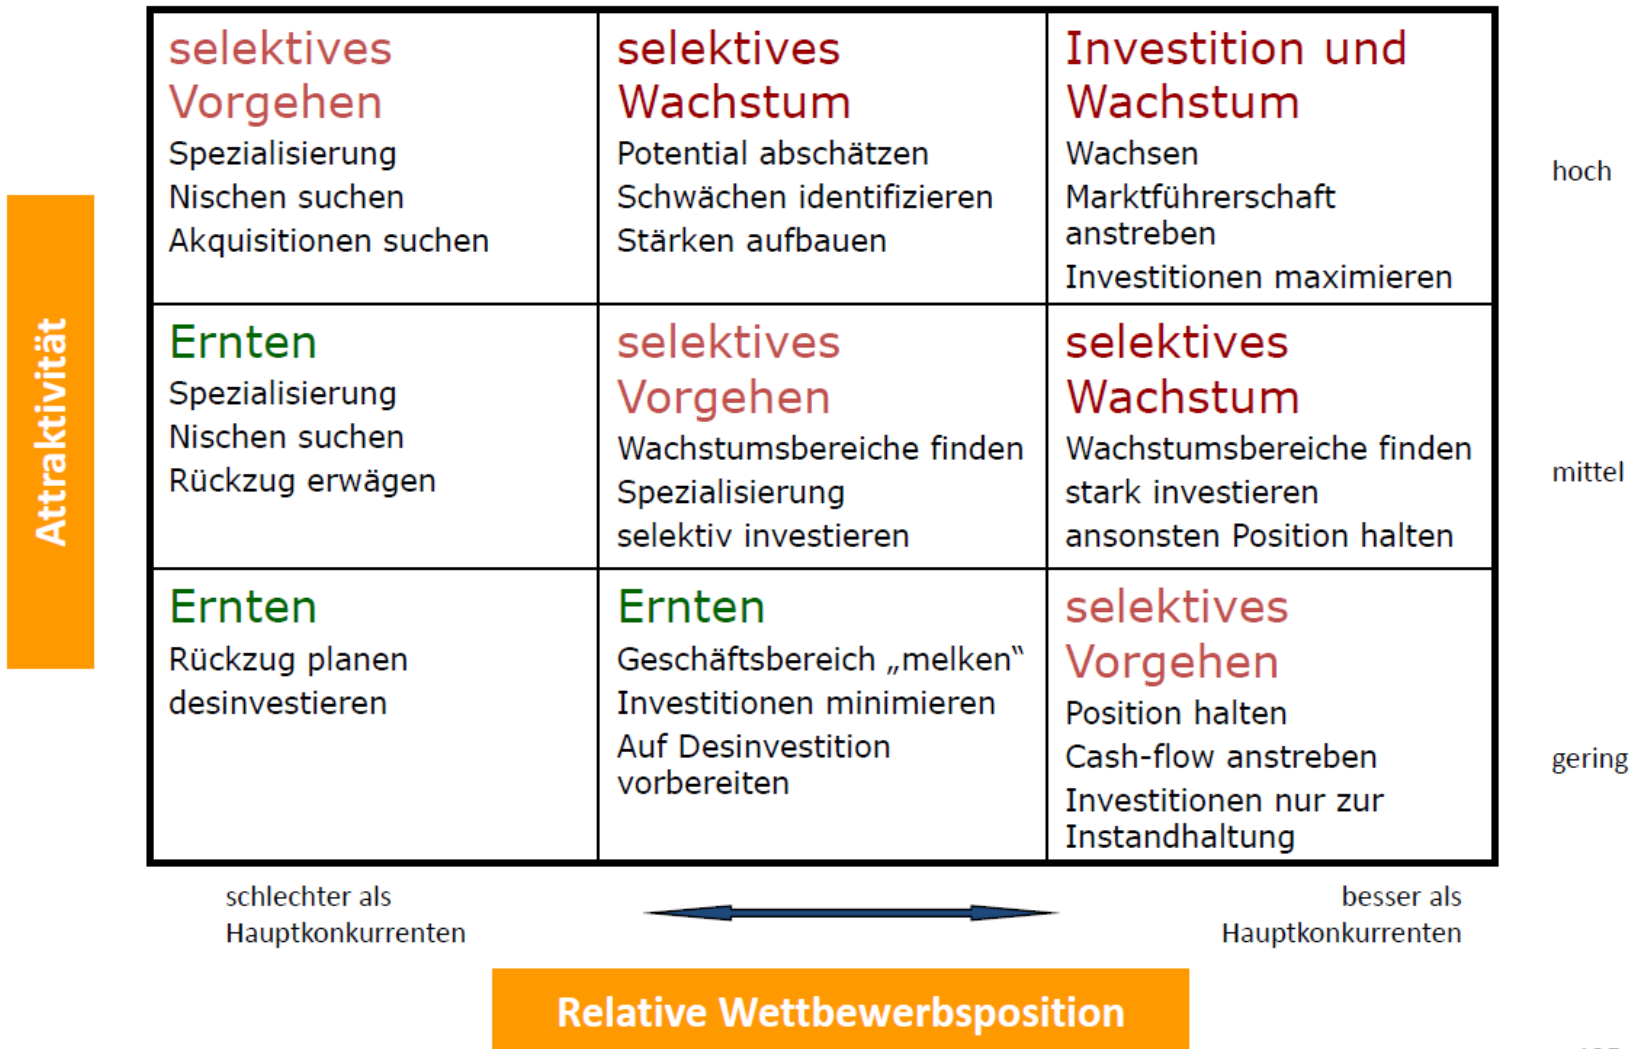 selektives
Vorgehen
Spezialisierung
Nischen suchen
Akquisitionen suchen
selektives
Wachstum
Potential abschätzen
Schwächen identifizieren
Stärken aufbauen
Investition und
Wachstum
Wachsen
Marktführerschaft
anstreben
Investitionen maximieren
hoch
Attraktivität
Ernten
Spezialisierung
Nischen suchen
Rückzug erwägen
selektives
Vorgehen
Wachstumsbereiche finden
Spezialisierung
selektiv investieren
selektives
Wachstum
Wachstumsbereiche finden
stark investieren
ansonsten Position halten
mittel
Ernten
Rückzug planen
desinvestieren
Ernten
Geschäftsbereich „melken“
Investitionen minimieren
Auf Desinvestition
vorbereiten
selektives
Vorgehen
Position halten
Cash-flow anstreben
Investitionen nur zur
Instandhaltung
gering
schlechter als
Hauptkonkurrenten
besser als
Hauptkonkurrenten
Relative Wettbewerbsposition